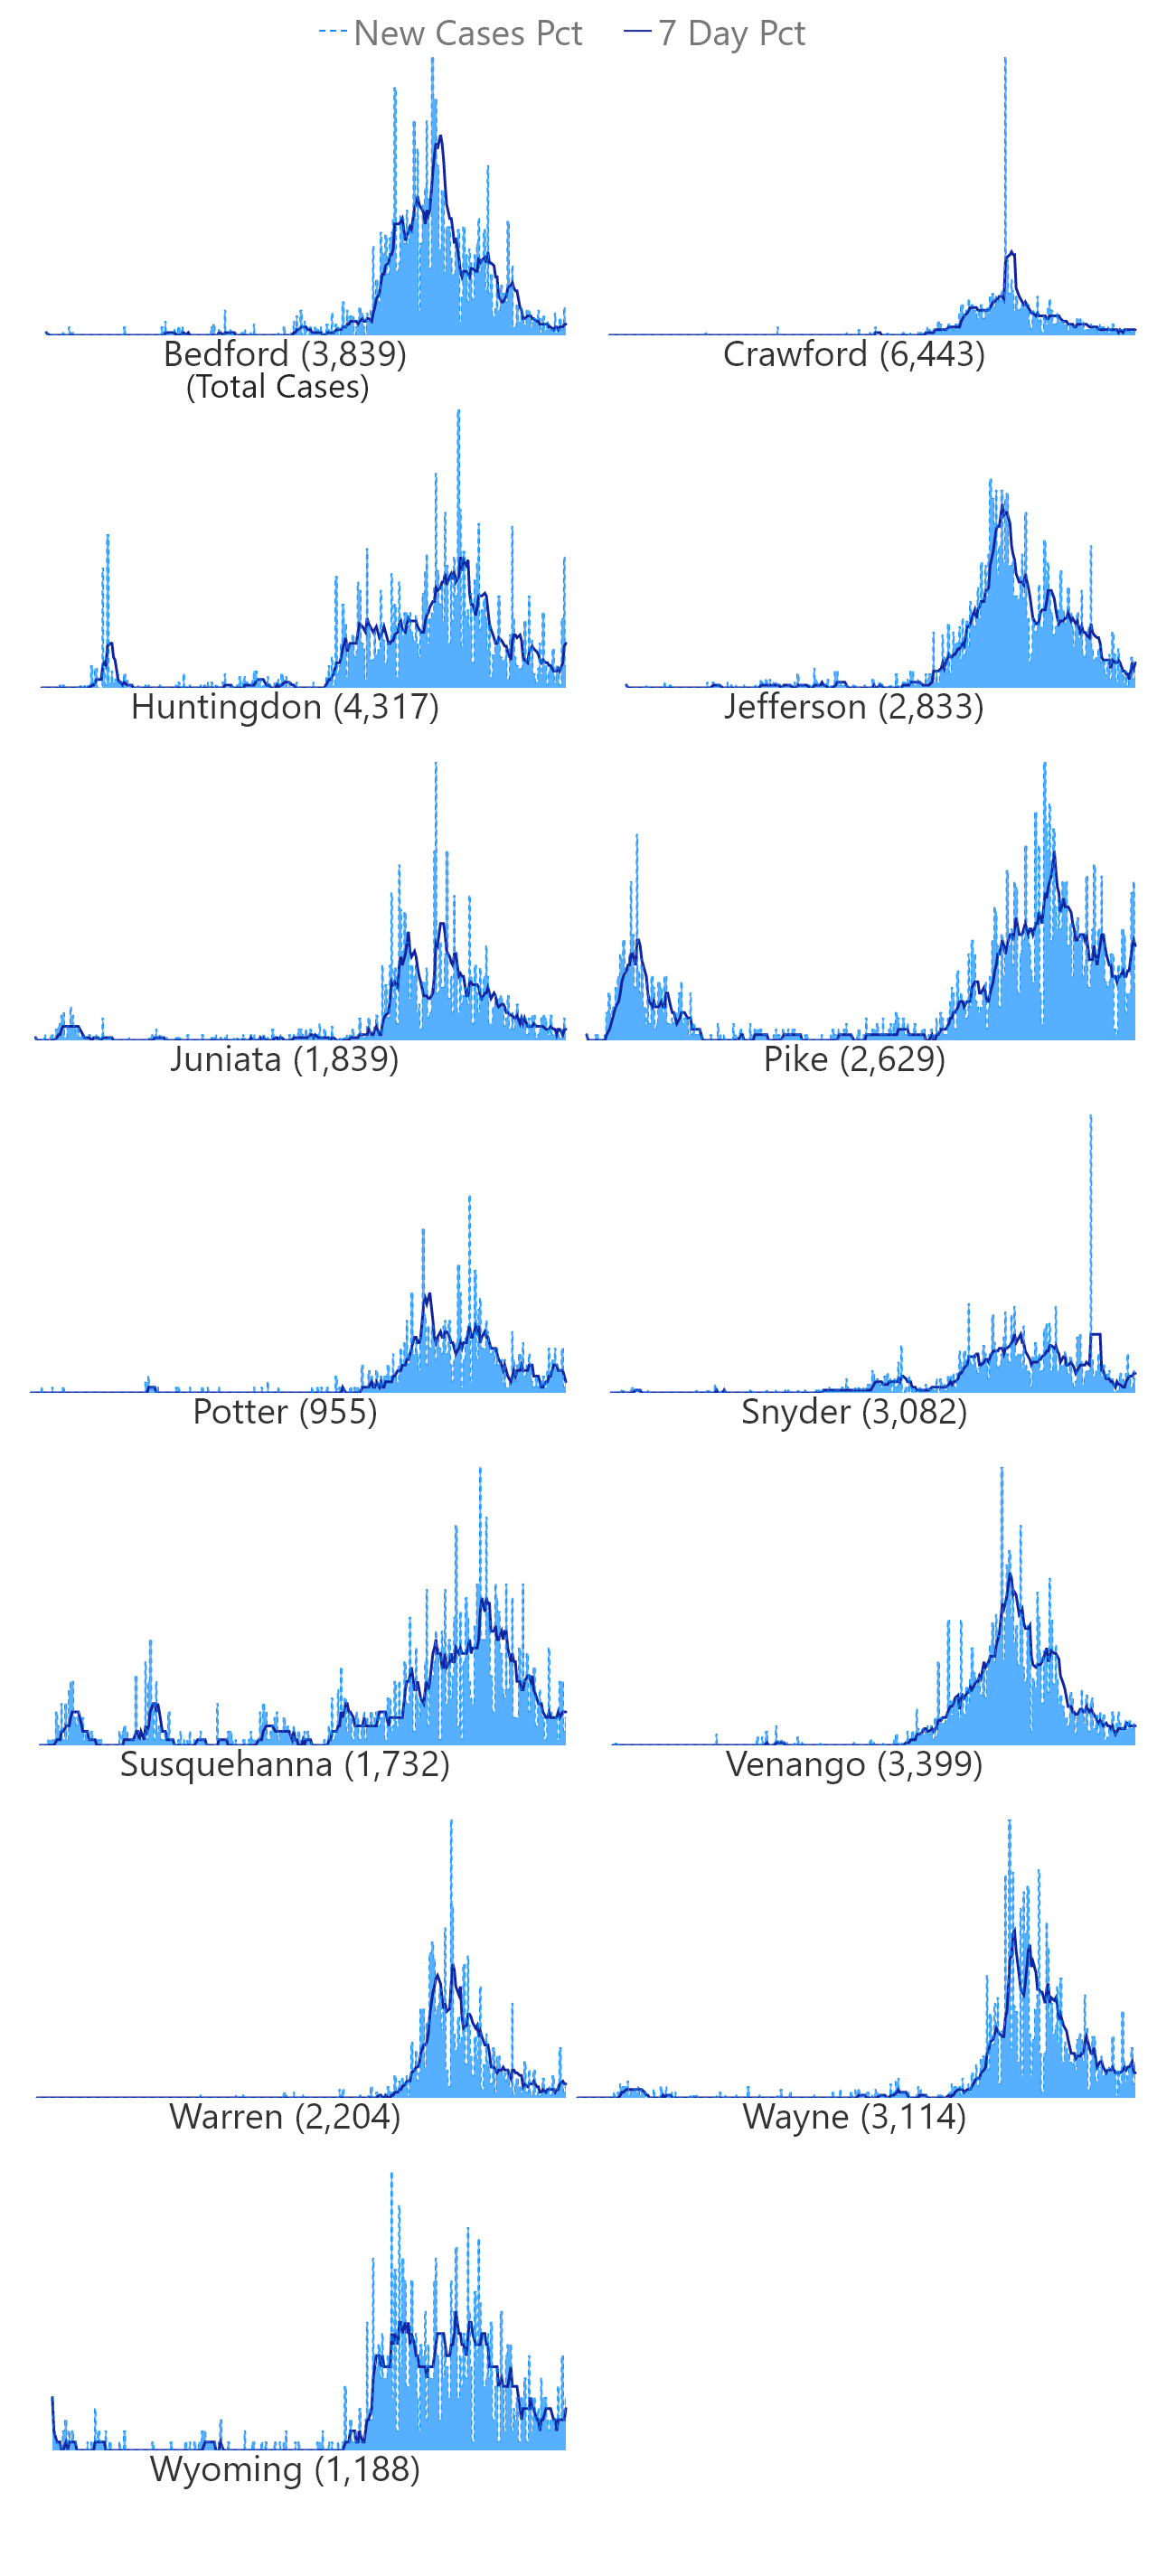 New Cases Pct 7 Day Pct
Bedford (3,839) Crawford (6,443)
(Total Cases)
Huntingdon (4,317) Jefferson (2,833)
Juniata (1,839) Pike (2,629)
Potter (955) Snyder (3,082)
Susquehanna (1,732) Venango (3,399)
Warren (2,204) Wayne (3,114)
Wyoming (1,188)